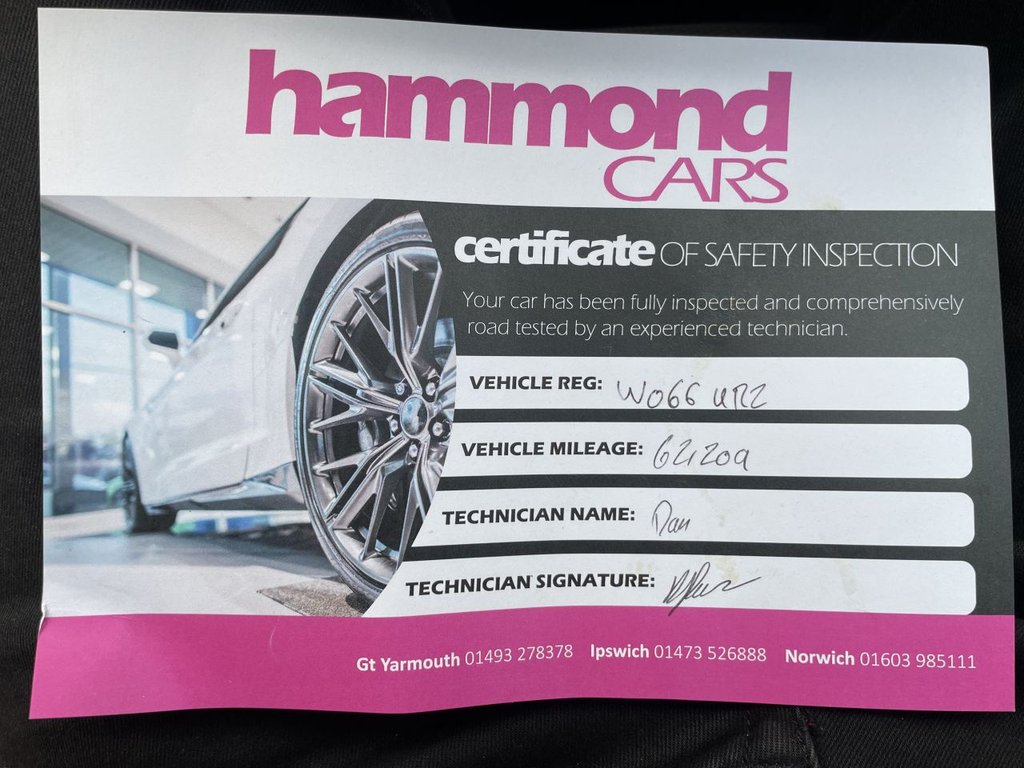 hammond
CARS
certificate OF SAFETY INSPECTION
Your car has been fully inspected and comprehensively
road tested by an experienced technician.
VEHICLE REG: WO66
VEHICLE MILEAGE:
TECHNICIAN NAME: Dan
TECHNICIAN SIGNATURE:
Gt Yarmouth 01493 278378 Ipswich 01473 526888 Norwich 01603 985111